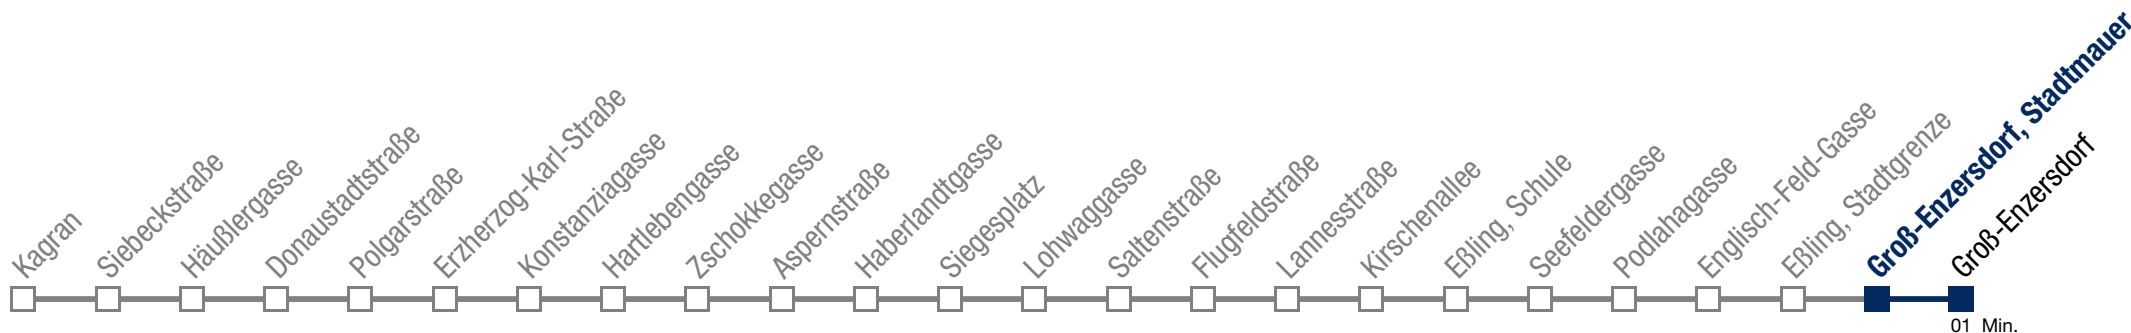 Kagran
Siebeckstraße
Häußlergasse
Donaustadtstraße
Polgarstraße
Erzherzog-Karl-Straße
Konstanziagasse
Hartlebengasse
Zschokkegasse
Aspernstraße
Haberlandtgasse
Siegesplatz
Lohwaggasse
Saltenstraße
Flugfeldstraße
Lannesstraße
Kirschenallee
Eßling, Schule
Seefeldergasse
Podlahagasse
Englisch-Feld-Gasse
Eßling, Stadtgrenze
Groß-Enzersdorf, Stadtmauer
Groß-Enzersdorf
01 Min.